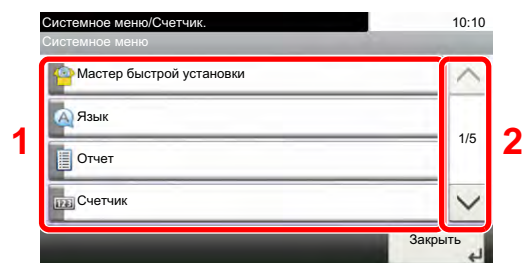 Системное меню/Счетчик. 10:10
Системное меню
Мастер быстрой установки
Язык
Отчет
Счетчик
1/5
Закрыть
1
2